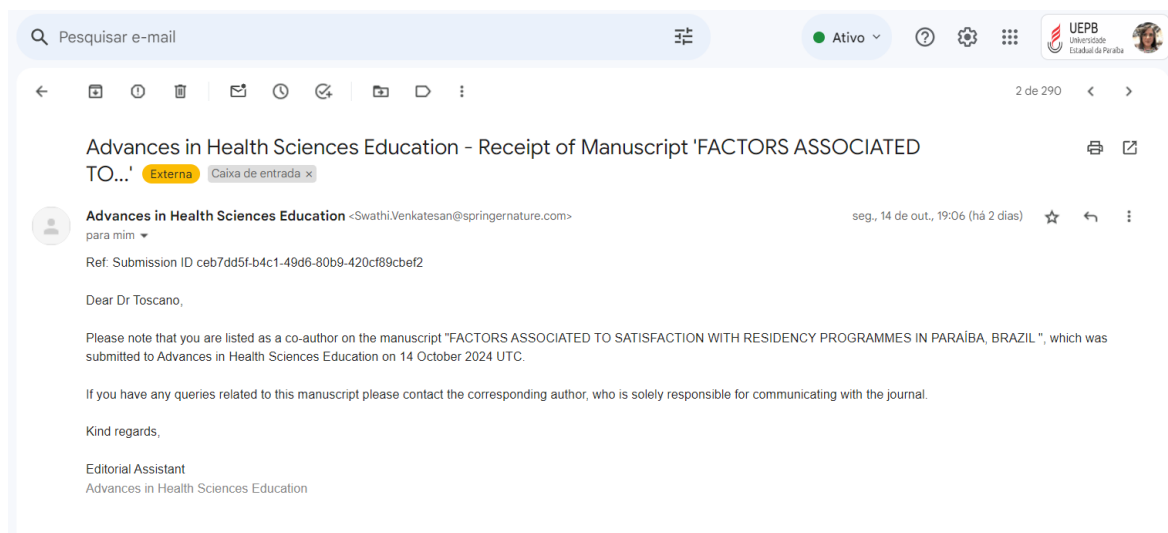 Pesquisar e-mail
Ativo
UEPB
Universidade
Estadual da Paraíba
2 de 290
Advances in Health Sciences Education - Receipt of Manuscript 'FACTORS ASSOCIATED
TO...' Externa Caixa de entrada ×
Advances in Health Sciences Education <Swathi.Venkatesan@springernature.com> seg., 14 de out., 19:06 (há 2 dias)
para mim
Ref: Submission ID ceb7dd5f-b4c1-49d6-80b9-420cf89cbef2
Dear Dr Toscano,
Please note that you are listed as a co-author on the manuscript "FACTORS ASSOCIATED TO SATISFACTION WITH RESIDENCY PROGRAMMES IN PARAÍBA, BRAZIL ", which was
submitted to Advances in Health Sciences Education on 14 October 2024 UTC.
If you have any queries related to this manuscript please contact the corresponding author, who is solely responsible for communicating with the journal.
Kind regards,
Editorial Assistant
Advances in Health Sciences Education